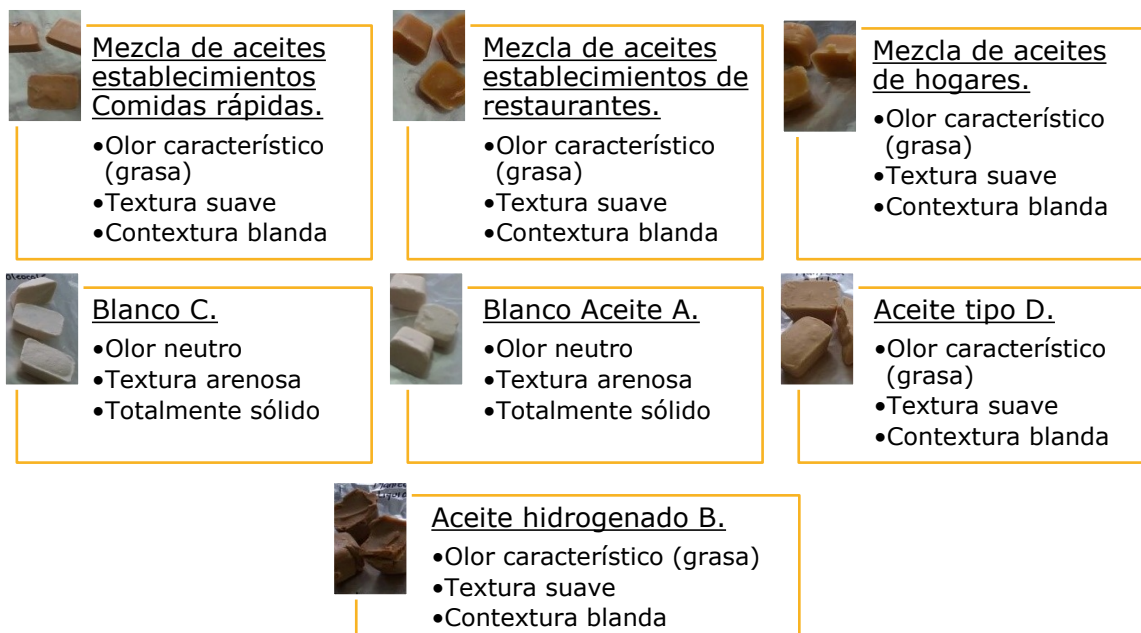 Mezcla de aceites
establecimientos
Comidas rápidas.
•Olor característico
(grasa)
•Textura suave
•Contextura blanda
Mezcla de aceites
establecimientos de
restaurantes.
•Olor característico
(grasa)
•Textura suave
•Contextura blanda
Mezcla de aceites
de hogares.
•Olor característico
(grasa)
•Textura suave
•Contextura blanda
Blanco C.
•Olor neutro
•Textura arenosa
•Totalmente sólido
Blanco Aceite A.
•Olor neutro
•Textura arenosa
•Totalmente sólido
Aceite tipo D.
•Olor característico
(grasa)
•Textura suave
•Contextura blanda
Aceite hidrogenado B.
•Olor característico (grasa)
•Textura suave
•Contextura blanda